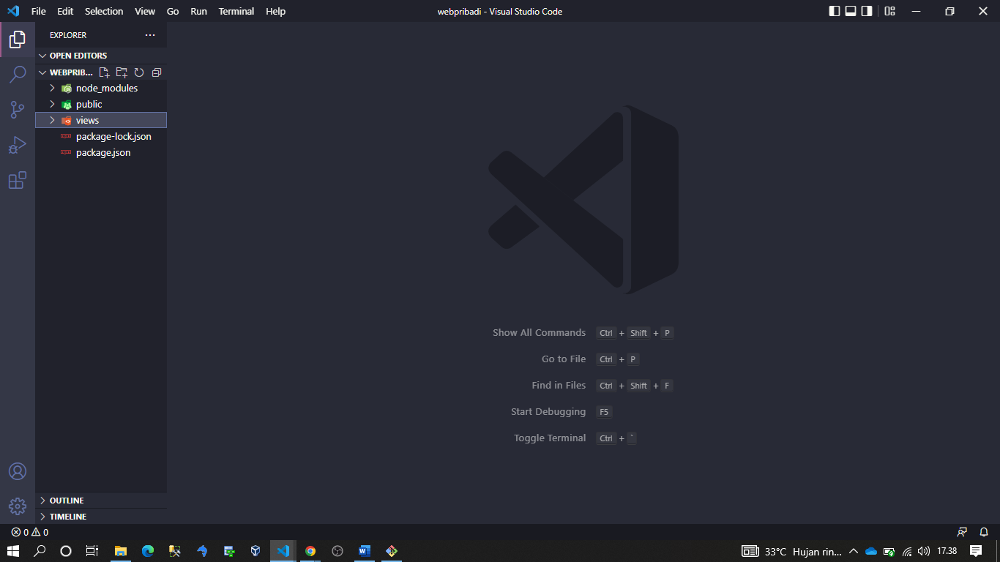 File Edit Selection View Go Run Terminal Help
webpribadi - Visual Studio Code
EXPLORER
OPEN EDITORS
WEBPRIB...
node_modules
public
views
package-lock.json
package.json
Show All Commands Ctrl + Shift + P
Go to File Ctrl + P
Find in Files Ctrl + Shift + F
Start Debugging F5
Toggle Terminal Ctrl + `
OUTLINE
TIMELINE
0 0
33°C Hujan rin... 17.38